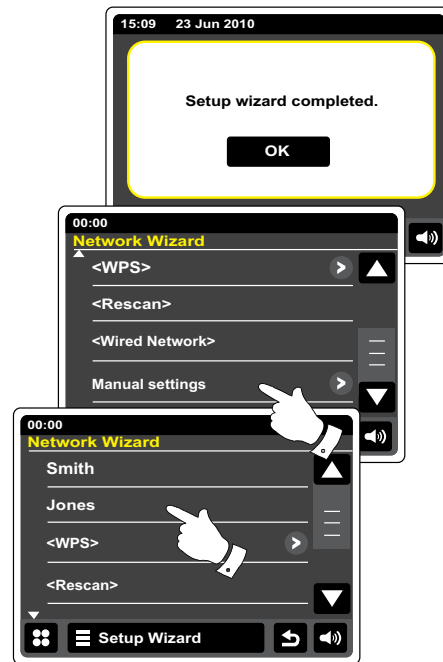 15:09 23 Jun 2010
Setup wizard completed.
OK
00:00
Network Wizard
<WPS>
<Rescan>
<Wired Network>
Manual settings
00:00
Network Wizard
Smith
Jones
<WPS>
<Rescan>
Setup Wizard